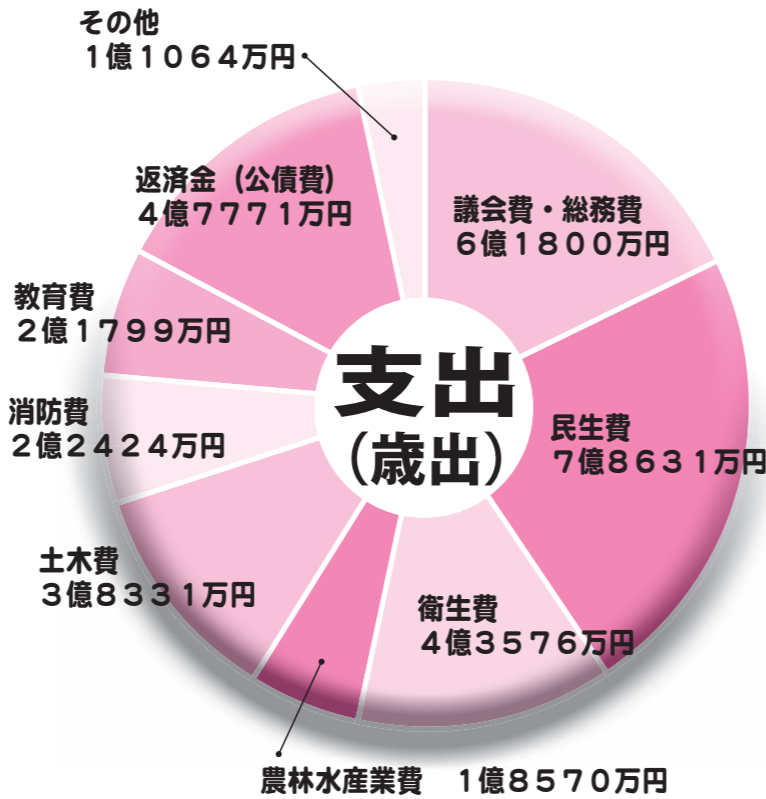 その他
１億１０６４万円
返済金（公債費）
４億７７７１万円
議会費・総務費
６億１８００万円
教育費
２億１７９９万円
支出
（歳出）
消防費
２億２４２４万円
民生費
７億８６３１万円
土木費
３億８３３１万円
衛生費
４億３５７６万円
農林水産業費　１億８５７０万円